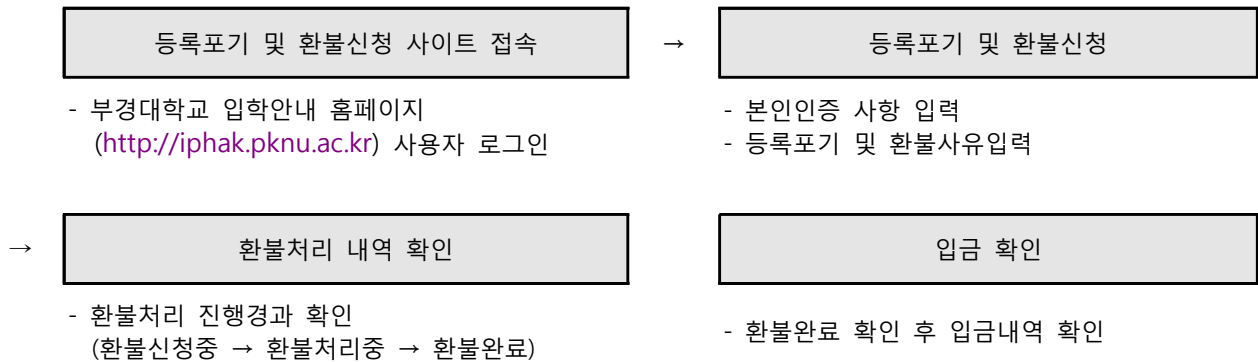 등록포기 및 환불신청 사이트 접속 → 등록포기 및 환불신청
- 부경대학교 입학안내 홈페이지
(http://iphak.pknu.ac.kr) 사용자 로그인
- 본인인증 사항 입력
- 등록포기 및 환불사유입력
→ 환불처리 내역 확인
- 환불처리 진행경과 확인
(환불신청중 → 환불처리중 → 환불완료)
입금 확인
- 환불완료 확인 후 입금내역 확인